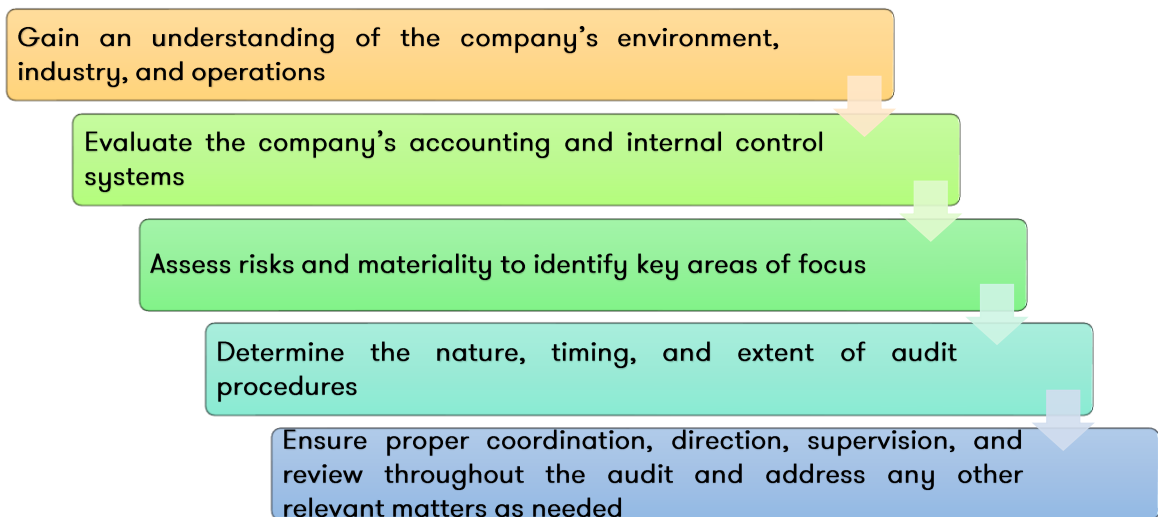 Gain an understanding of the company’s environment,
industry, and operations
Evaluate the company’s accounting and internal control
systems
Assess risks and materiality to identify key areas of focus
Determine the nature, timing, and extent of audit
procedures
Ensure proper coordination, direction, supervision, and
review throughout the audit and address any other
relevant matters as needed